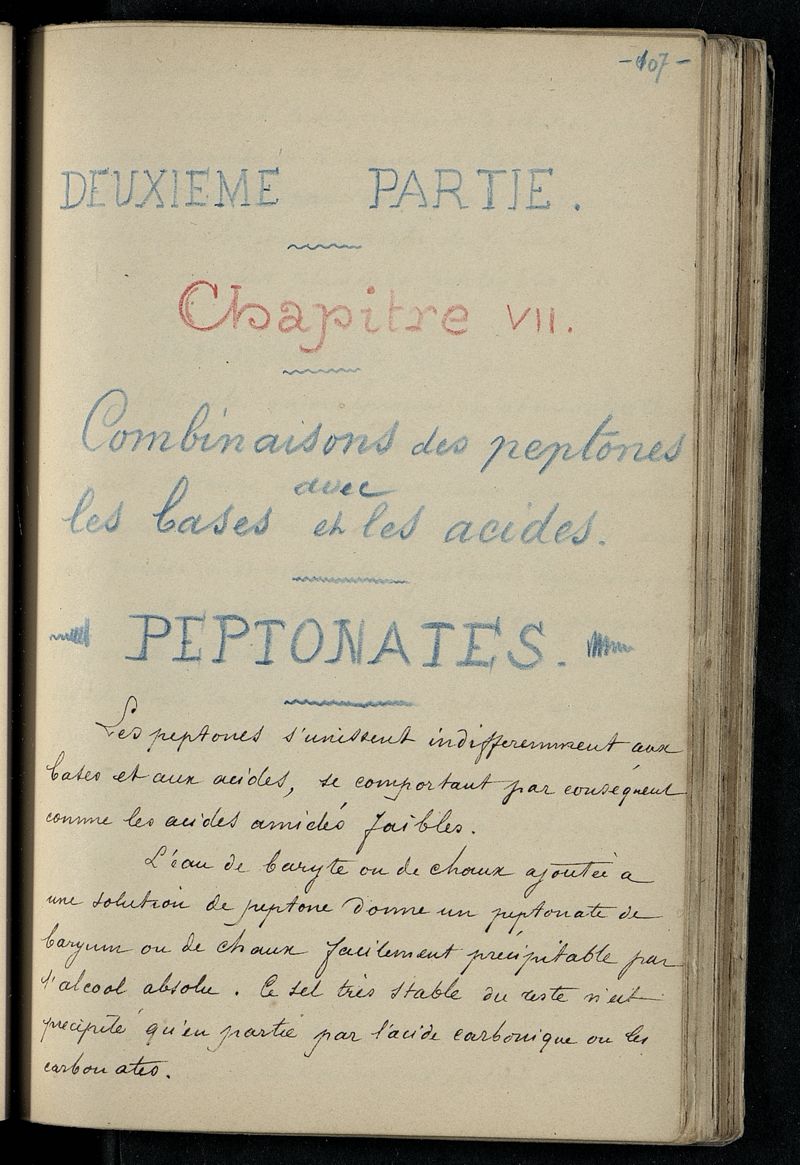 - 107 -
DEUXIEME PARTIE.
Chapitre VII.
Combinaisons des peptones
avec
les bases et les acides.
PEPTONATES.
Les peptones s'unissent indifferemment aux
bases et aux acides, se comportant par conséquent
comme les acides amidés faibles.
L'eau de baryte ou de chaux ajoutée a
une solution de peptone donne un peptonate de
baryum ou de chaux facilement précipitable par
l'alcool absolu. Ce sel très stable du reste n'est
precipité qu'en partie par l'acide carbonique ou les
carbonates.